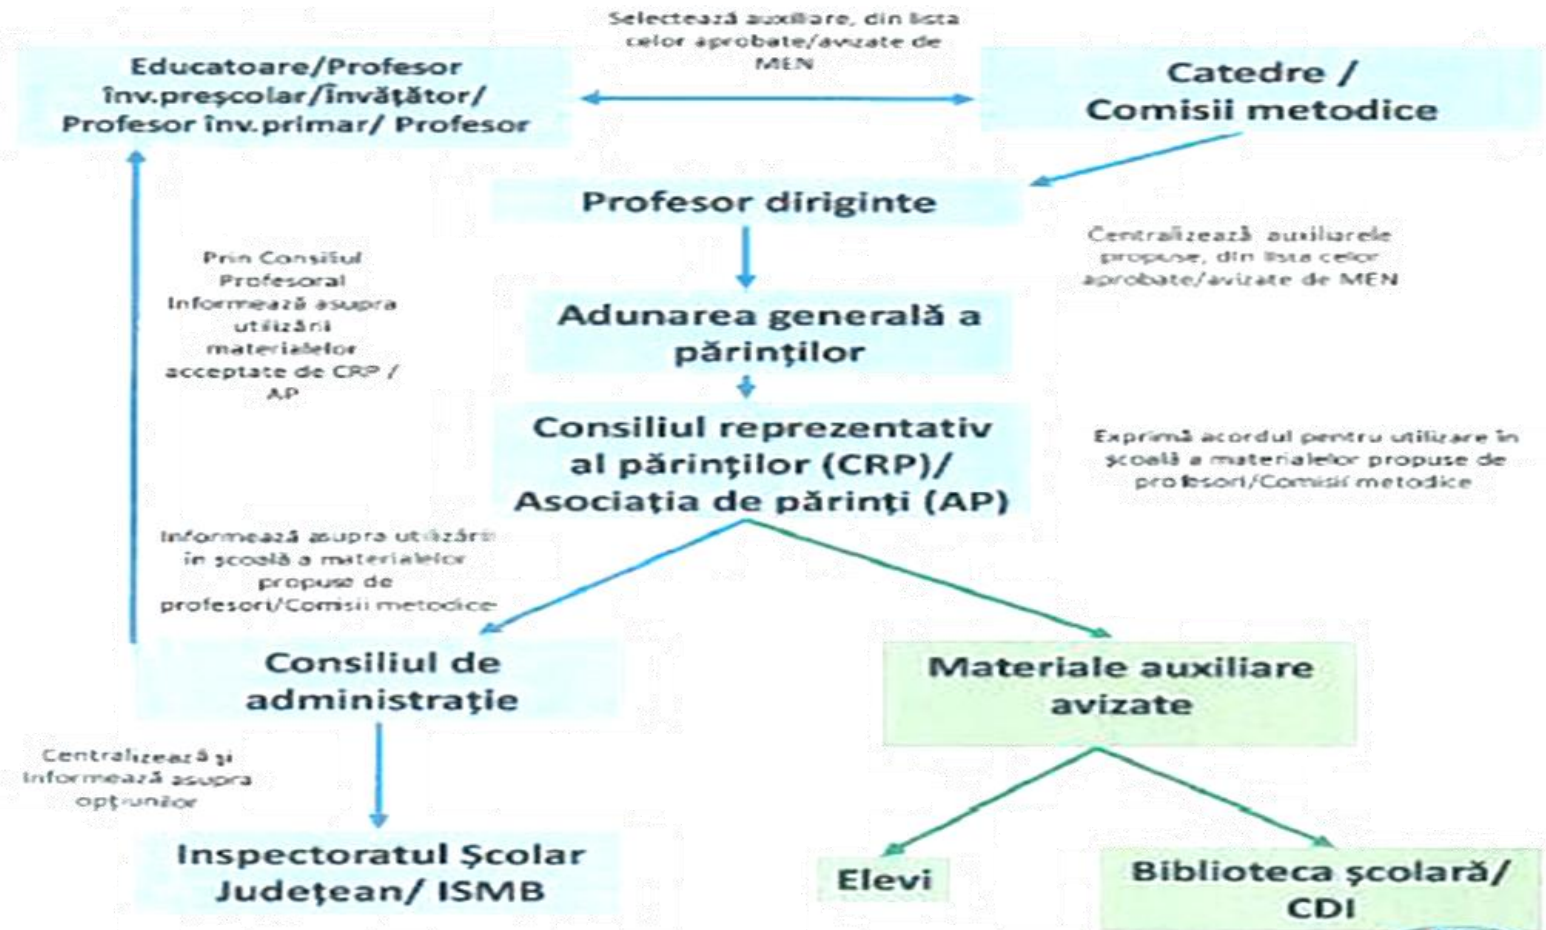 Selectează auxiliare, din lista
celor aprobate/avizate de
MEN
Educatoare/Profesor
înv.preşcolar/Învăţător/
Profesor înv.primar/ Profesor
Catedre /
Comisii metodice
Profesor diriginte
Centralizează auxiliarele
propuse, din lista celor
aprobate/avizate de MEN
Prin Consiliul
Profesoral
Informează asupra
utilizării
materialelor
acceptate de CRP /
AP
Adunarea generală a
părinţilor
Consiliul reprezentativ
al părinţilor (CRP)/
Asociaţia de părinţi (AP)
Exprimă acordul pentru utilizare în
şcoală a materialelor propuse de
profesori/Comisii metodice
Informează asupra utilizării
în şcoală a materialelor
propuse de
profesori/Comisii metodice
Consiliul de
administraţie
Materiale auxiliare
avizate
Centralizează şi
Informează asupra
opţiunilor
Inspectoratul Şcolar
Judeţean/ ISMB
Elevi
Biblioteca şcolară/
CDI